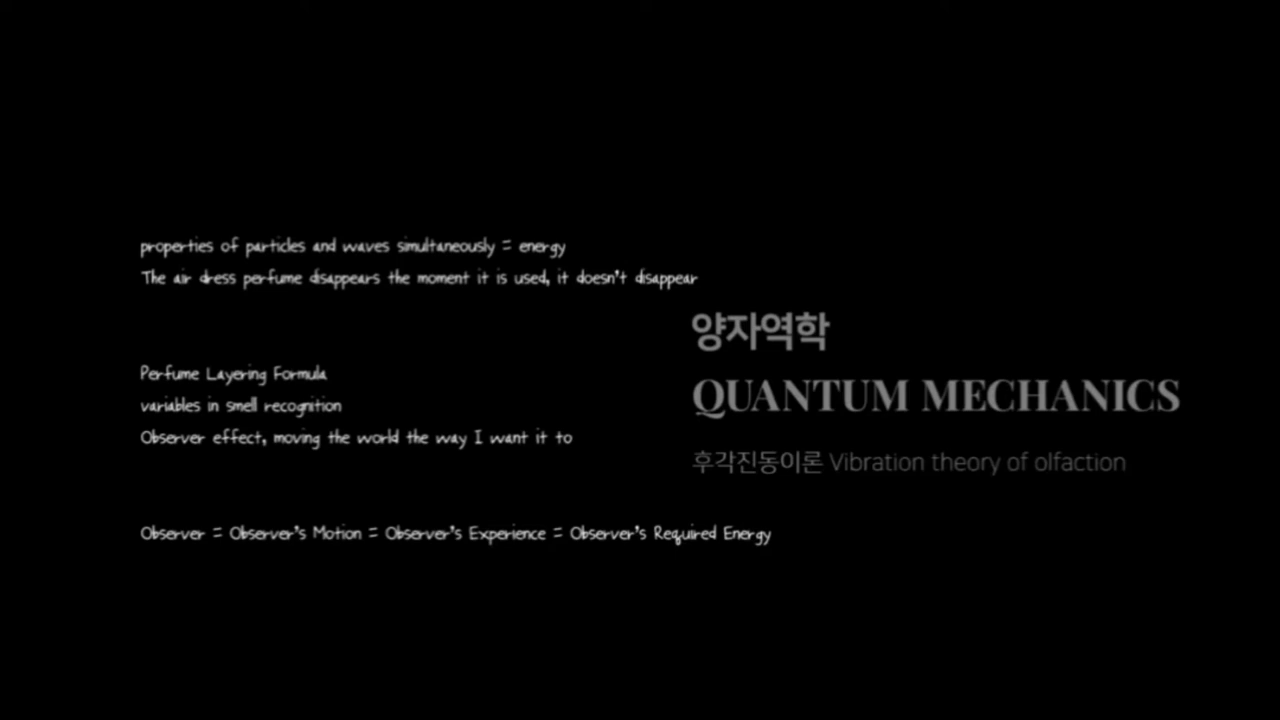 properties of particles and waves simultaneously = energy
The air dress perfume disappears the moment it is used, it doesn't disappear
Perfume Layering Formula
variables in smell recognition
Observer effect, moving the world the way I want it to
Observer = Observer's Motion = Observer's Experience = Observer's Required Energy
양자역학
QUANTUM MECHANICS
후각진동이론 Vibration theory of olfaction